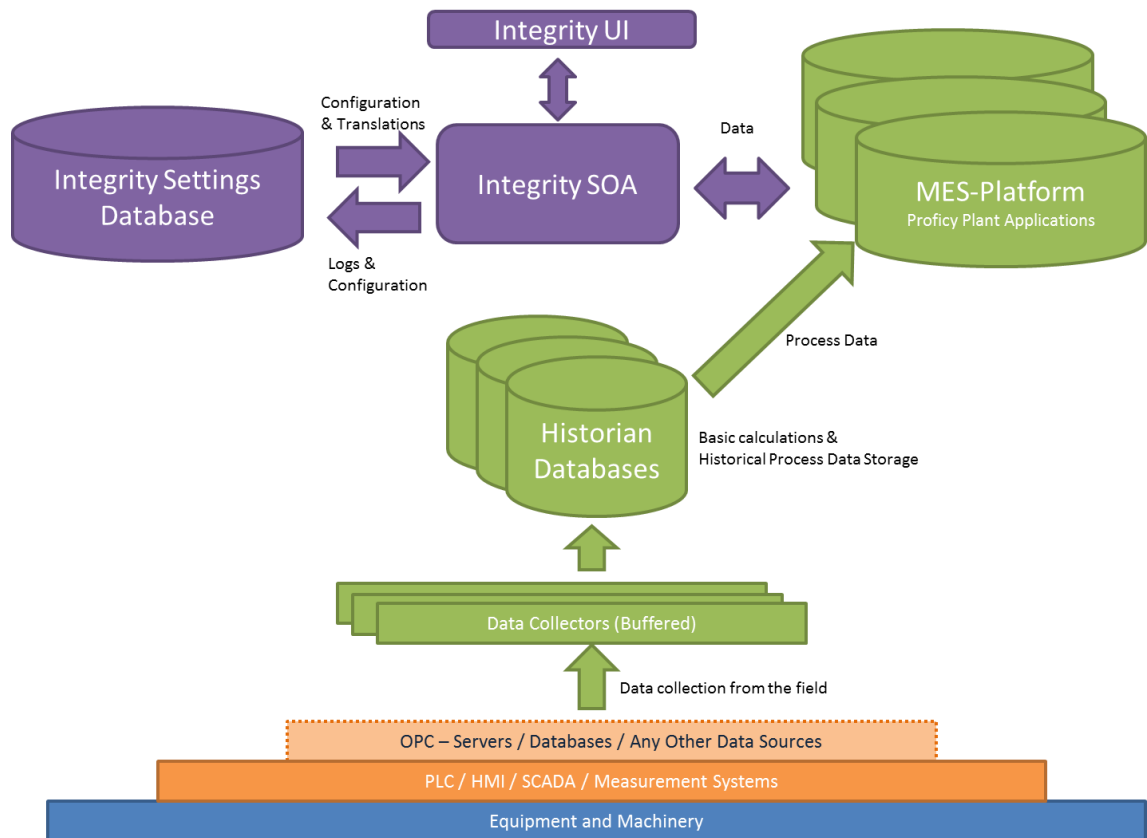 Integrity UI
Configuration
& Translations
Data
Integrity Settings
Database
Integrity SOA
MES-Platform
Proficy Plant Applications
Logs &
Configuration
Process Data
Historian
Databases
Basic calculations &
Historical Process Data Storage
Data Collectors (Buffered)
Data collection from the field
OPC – Servers / Databases / Any Other Data Sources
PLC / HMI / SCADA / Measurement Systems
Equipment and Machinery